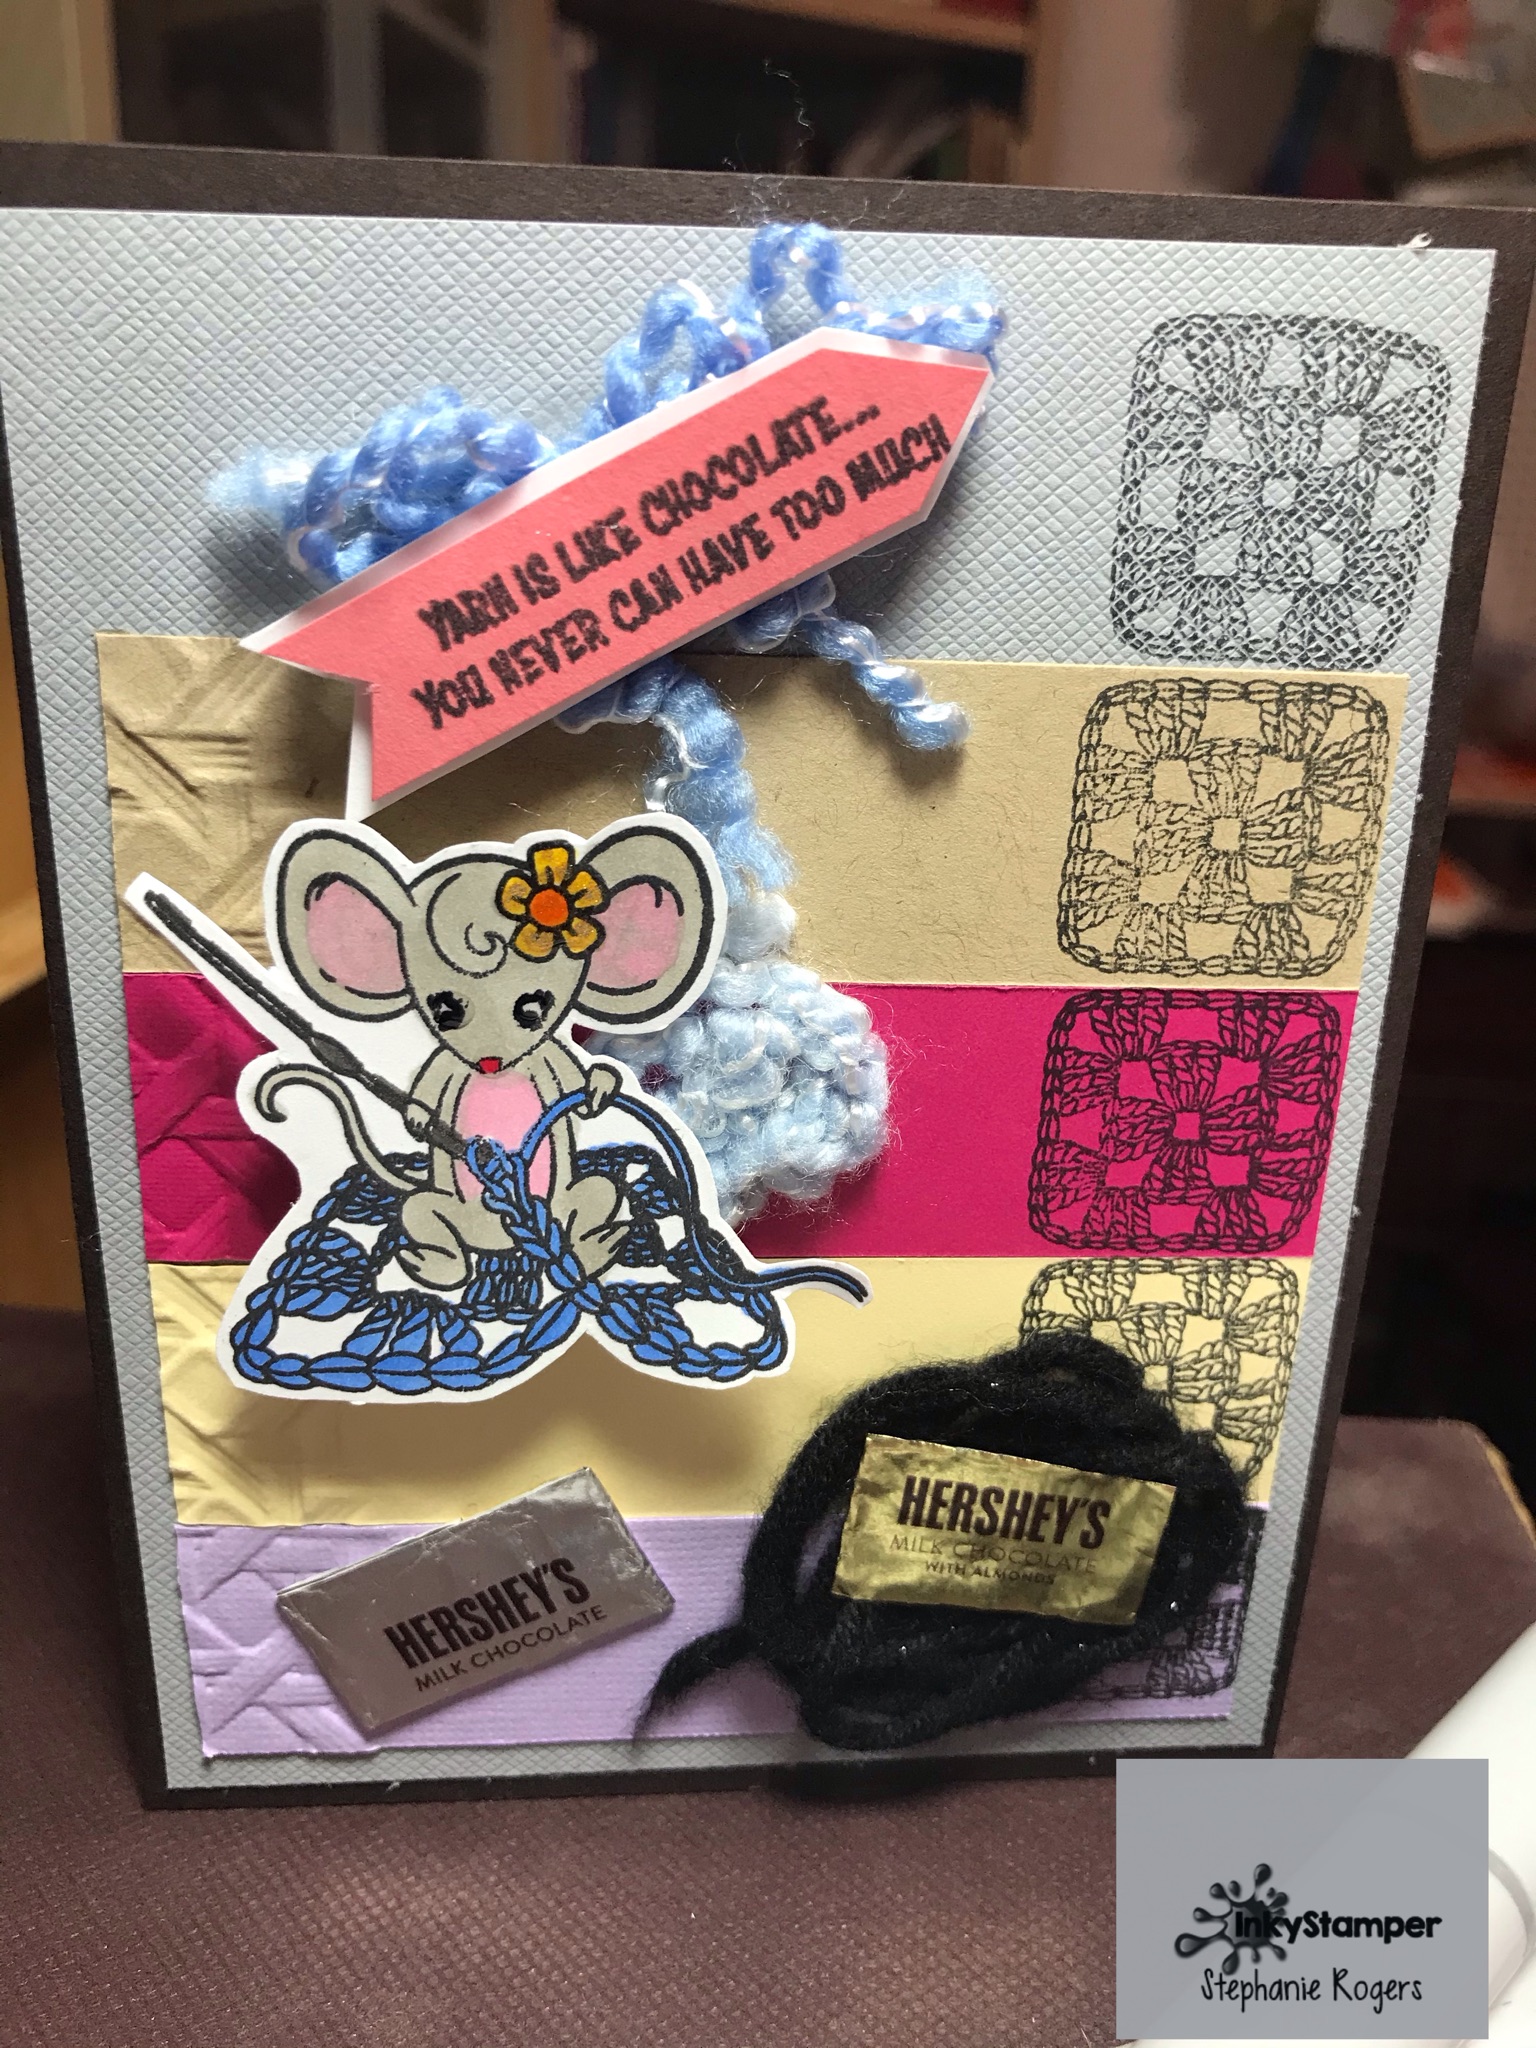 YARN IS LIKE CHOCOLATE...
YOU NEVER CAN HAVE TOO MUCH
HERSHEY'S
MILK CHOCOLATE
WITH ALMONDS
HERSHEY'S
MILK CHOCOLATE
InkyStamper
Stephanie Rogers